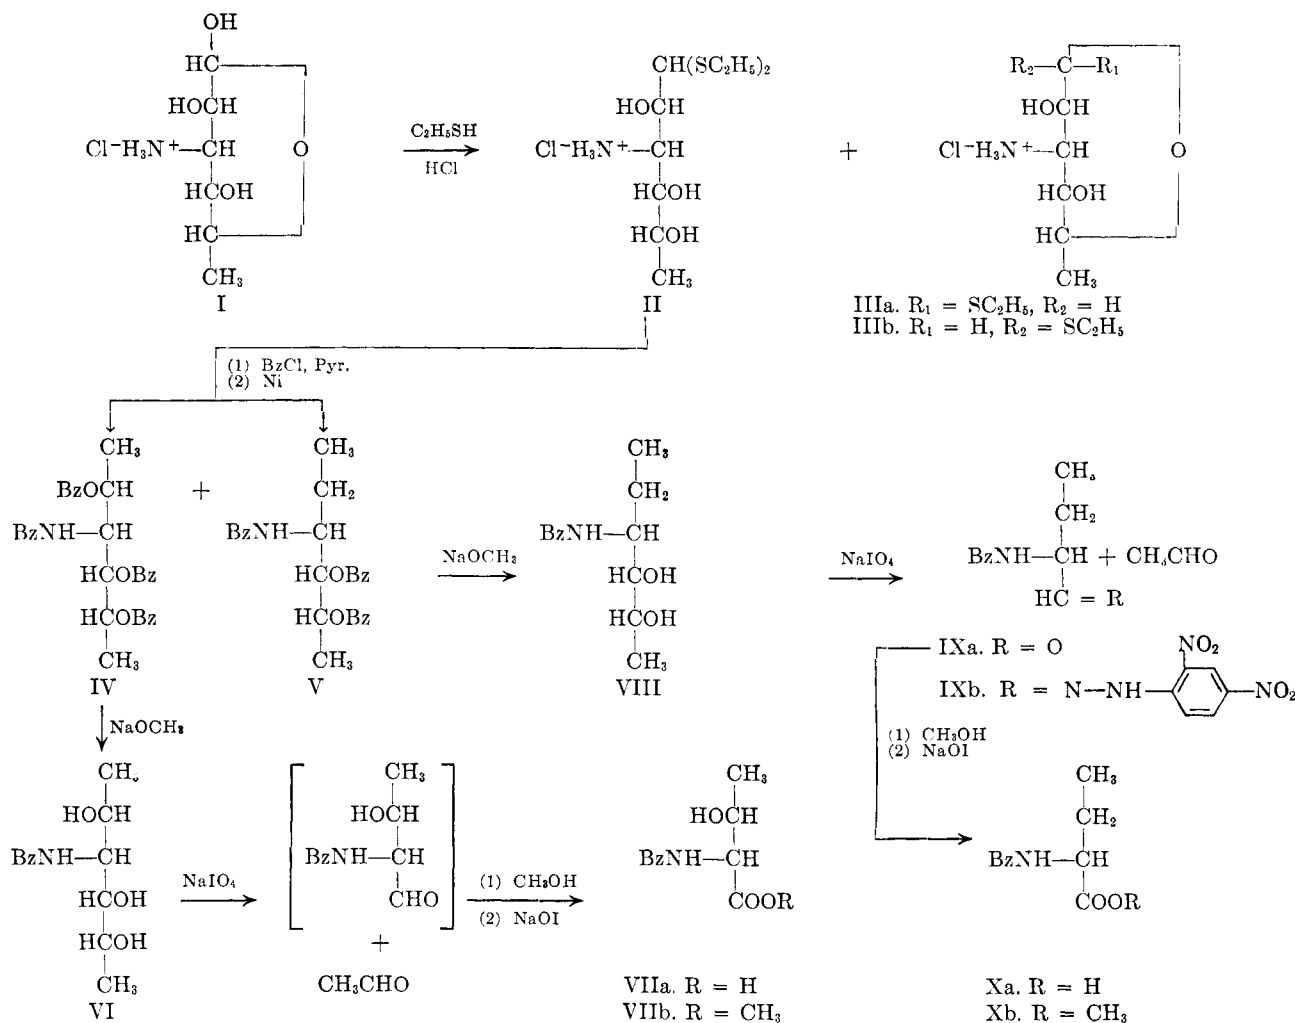 OH
HC
HOCH
Cl-H₃N⁺-CH
O
HCOH
HC
CH₃
I
C₂H₅SH
HCl
CH(SC₂H₅)₂
HOCH
Cl-H₃N⁺-CH
HCOH
HCOH
CH₃
II
+
R₂-C-R₁
HOCH
Cl-H₃N⁺-CH
O
HCOH
HC
CH₃
IIIa. R₁ = SC₂H₅, R₂ = H
IIIb. R₁ = H, R₂ = SC₂H₅
(1) BzCl, Pyr.
(2) Ni
CH₃
BzOCH
BzNH-CH
HCOBz
HCOBz
CH₃
IV
+
CH₃
CH₂
BzNH-CH
HCOBz
HCOBz
CH₃
V
NaOCH₃
CH₃
CH₂
BzNH-CH
HCOH
HCOH
CH₃
VIII
NaIO₄
CH₃
CH₂
BzNH-CH + CH₃CHO
HC = R
IXa. R = O
IXb. R = N-NH
NO₂
NO₂
(1) CH₃OH
(2) NaOI
CH₃
CH₂
BzNH-CH
COOR
Xa. R = H
Xb. R = CH₃
NaOCH₃
CH₃
HOCH
BzNH-CH
HCOH
HCOH
CH₃
VI
NaIO₄
CH₃
HOCH
BzNH-CH
CHO
+
CH₃CHO
(1) CH₃OH
(2) NaOI
CH₃
HOCH
BzNH-CH
COOR
VIIa. R = H
VIIb. R = CH₃